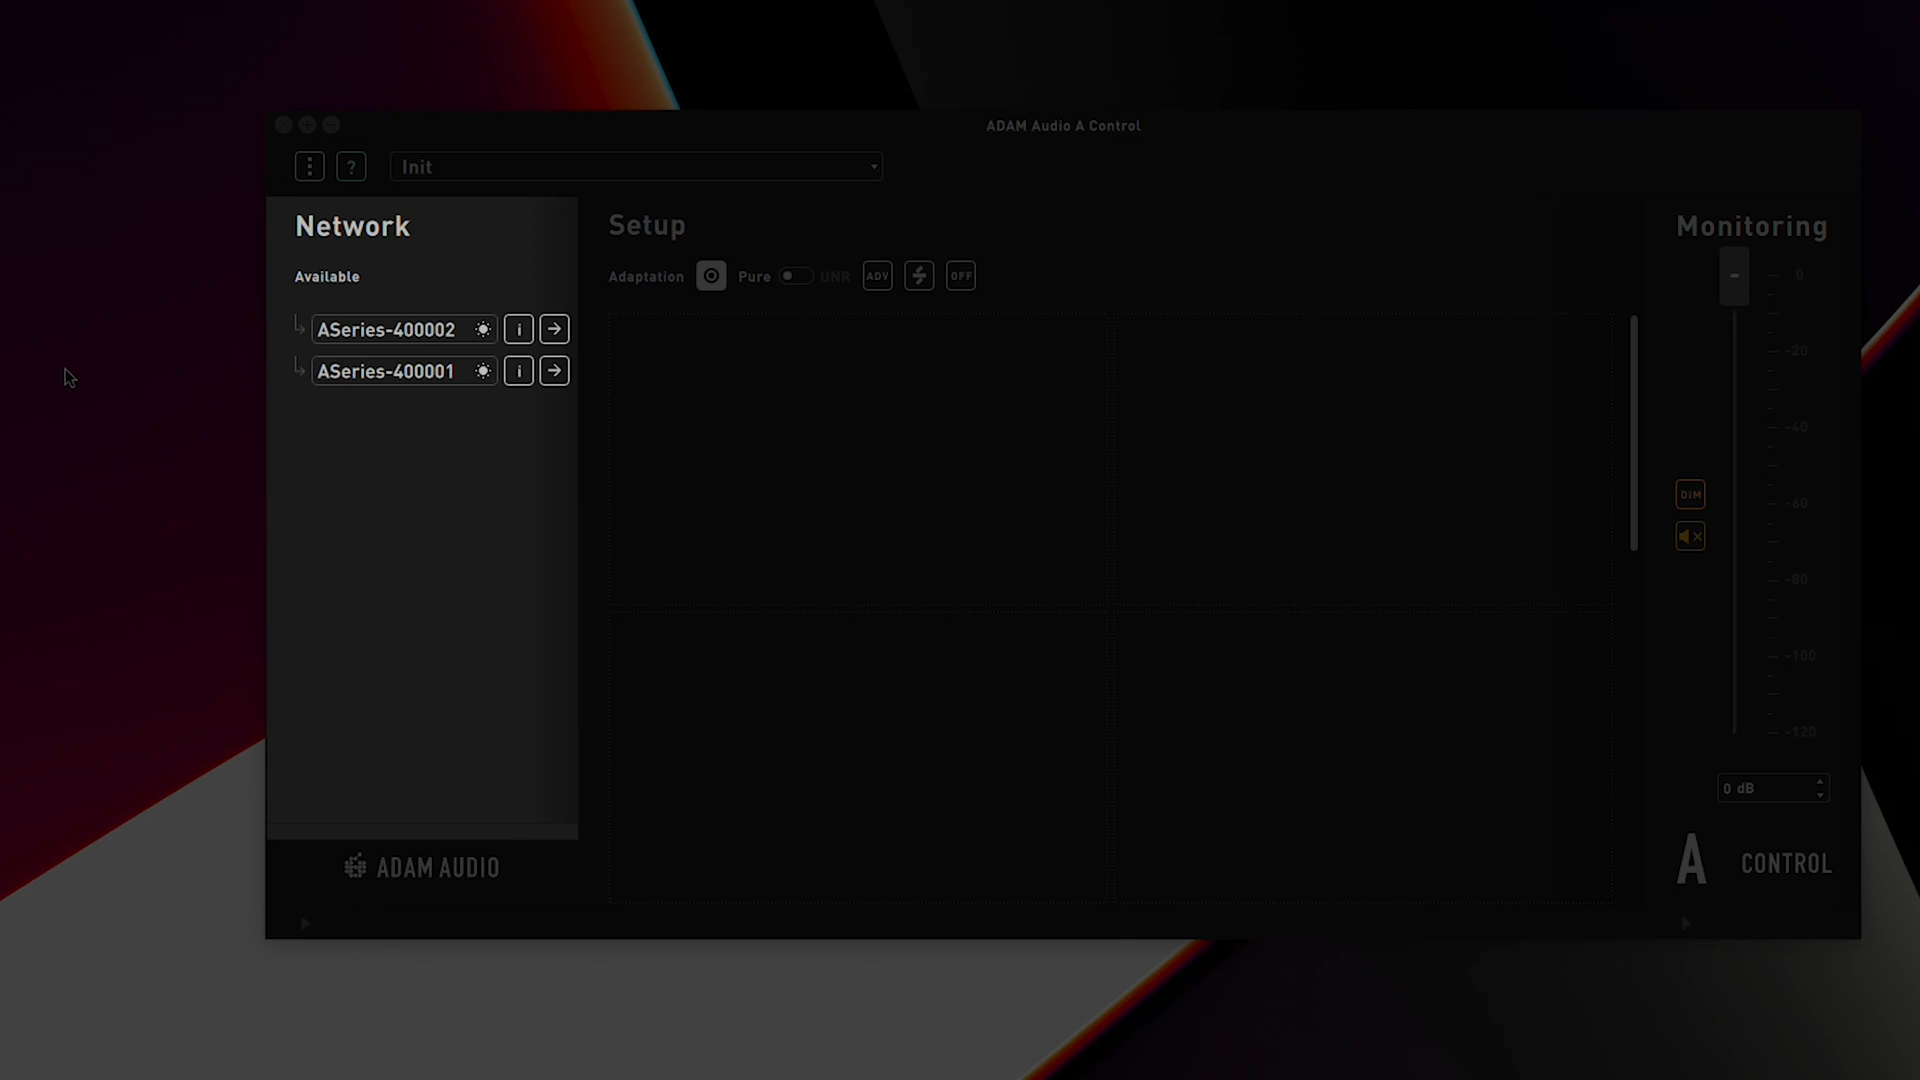 ADAM Audio A Control
?
Init
Network
Setup
Monitoring
Available
Adaptation
Pure
UNR
ADV
OFF
ASeries-400002
i
ASeries-400001
i
-
0
-20
-40
-60
-80
-100
-120
DIM
0 dB
ADAM AUDIO
A CONTROL